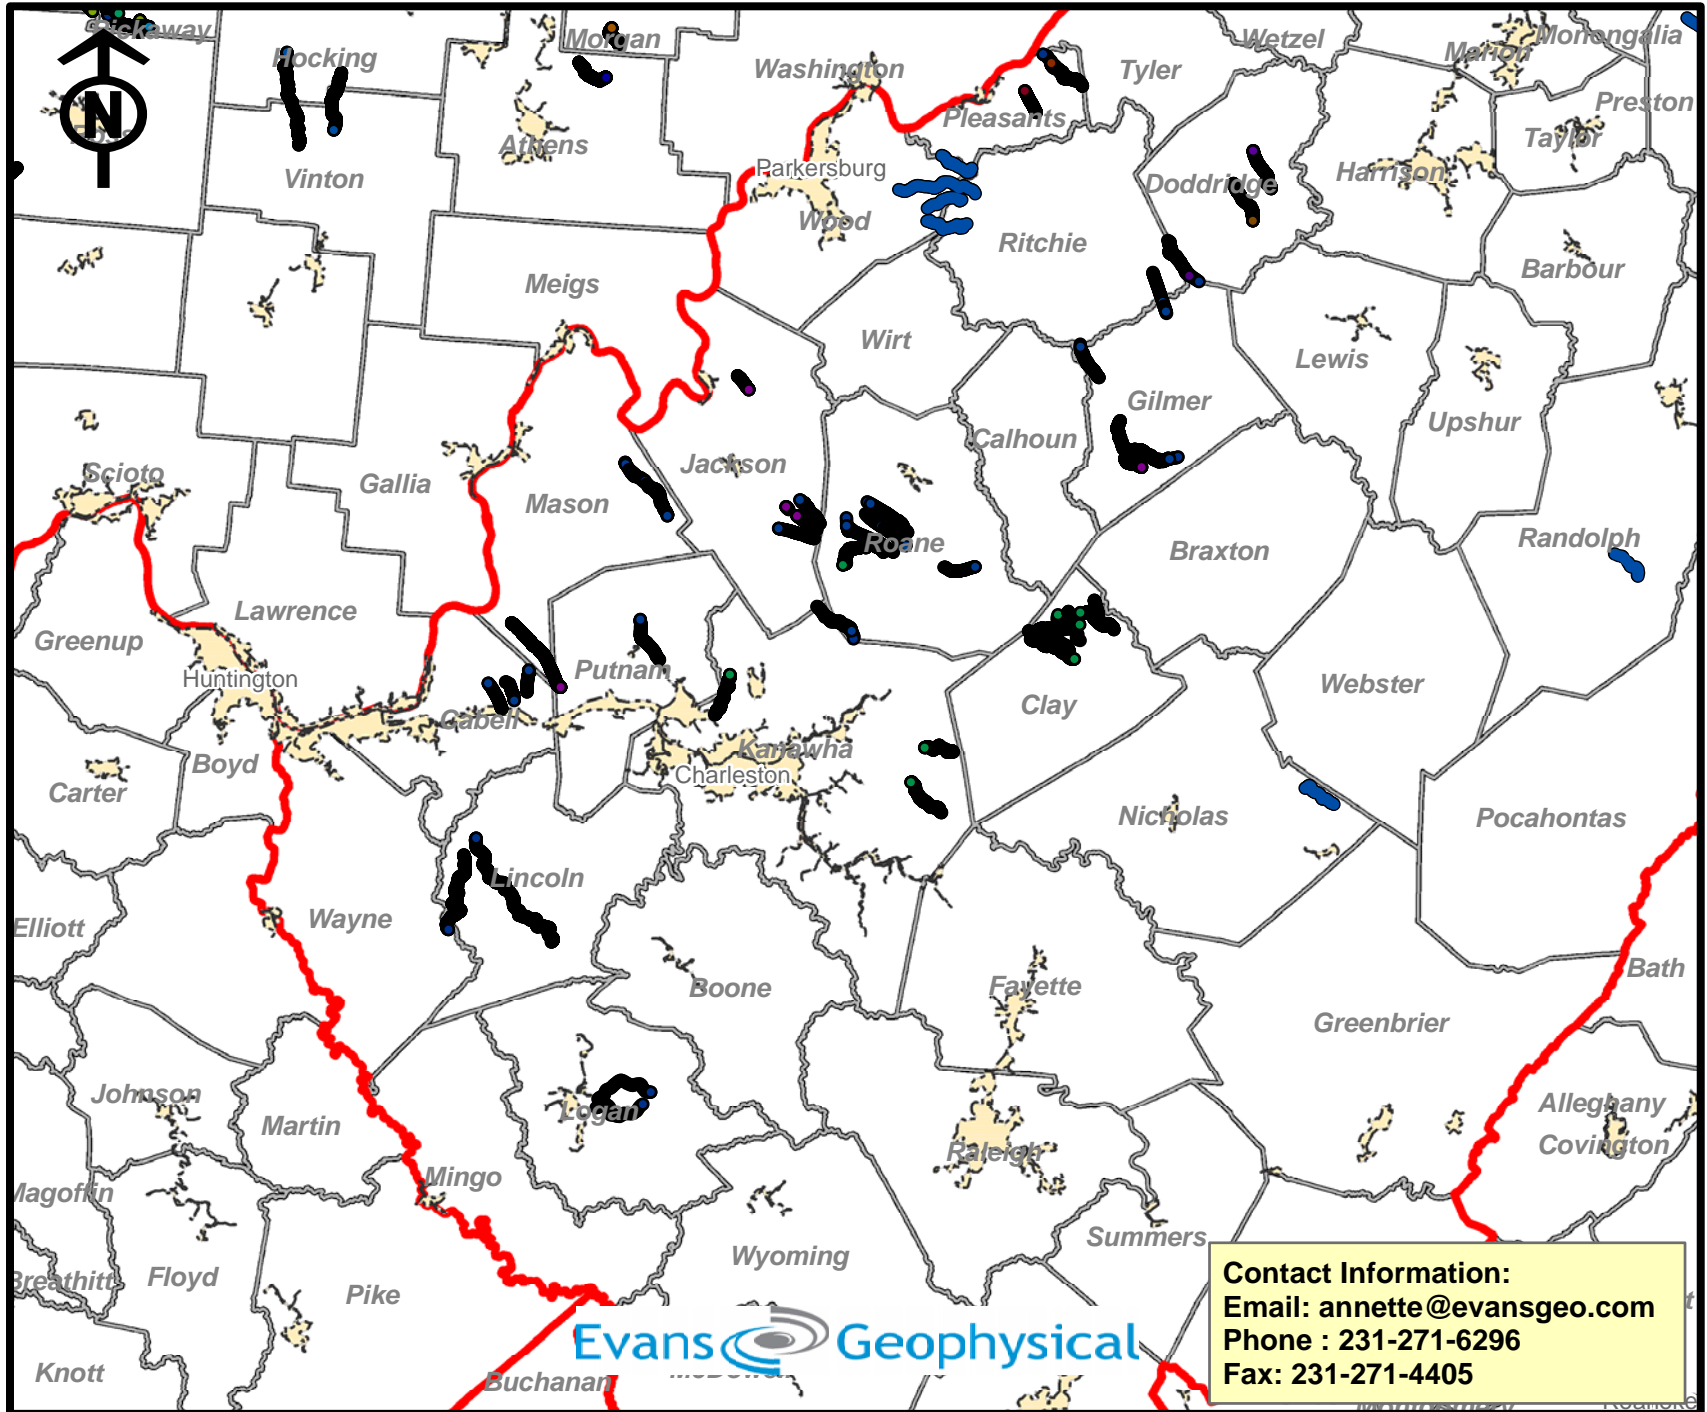 Pickaway
Morgan
Wetzel
Marion
Monongalia
Hocking
Washington
Tyler
Preston
N
Pleasants
Taylor
Athens
Parkersburg
Harrison
Vinton
Doddridge
Wood
Ritchie
Barbour
Meigs
Wirt
Lewis
Gilmer
Upshur
Calhoun
Jackson
Scioto
Gallia
Mason
Roane
Braxton
Randolph
Lawrence
Greenup
Huntington
Putnam
Webster
Clay
Cabell
Kanawha
Boyd
Charleston
Carter
Nicholas
Pocahontas
Lincoln
Wayne
Elliott
Bath
Boone
Fayette
Greenbrier
Johnson
Logan
Alleghany
Martin
Covington
Raleigh
Mingo
Magoffin
Summers
Wyoming
Breathitt
Floyd
Pike
Knott
Buchanan
Evans Geophysical
Contact Information:
Email: annette@evansgeo.com
Phone : 231-271-6296
Fax: 231-271-4405